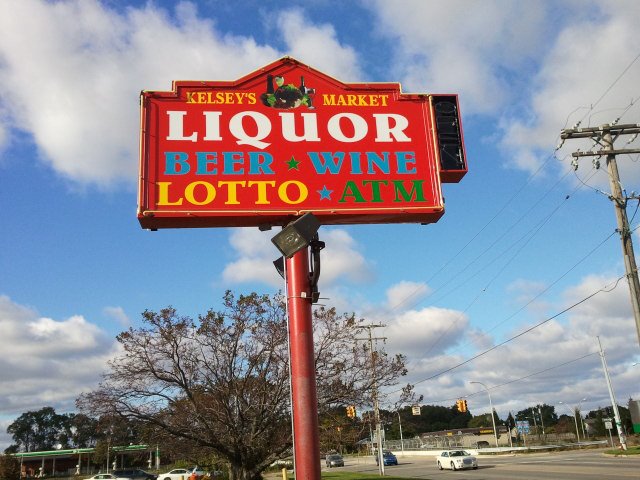 KELSEY'S MARKET
LIQUOR
BEER WINE
LOTTO ATM